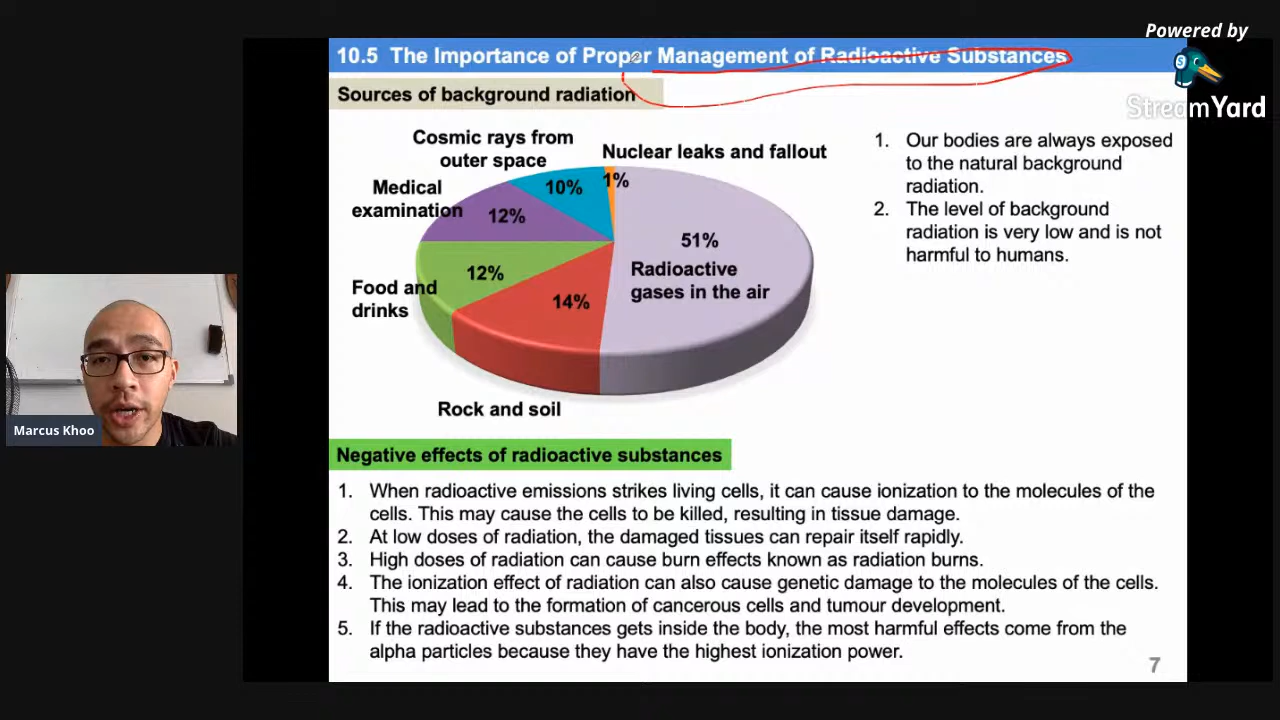 Powered by
StreamYard
10.5 The Importance of Proper Management of Radioactive Substances
Sources of background radiation
Cosmic rays from
outer space
Nuclear leaks and fallout
Medical
examination
10%
1%
12%
51%
Radioactive
gases in the air
12%
Food and
drinks
14%
Rock and soil
1. Our bodies are always exposed
to the natural background
radiation.
2. The level of background
radiation is very low and is not
harmful to humans.
Marcus Khoo
Negative effects of radioactive substances
1. When radioactive emissions strikes living cells, it can cause ionization to the molecules of the
cells. This may cause the cells to be killed, resulting in tissue damage.
2. At low doses of radiation, the damaged tissues can repair itself rapidly.
3. High doses of radiation can cause burn effects known as radiation burns.
4. The ionization effect of radiation can also cause genetic damage to the molecules of the cells.
This may lead to the formation of cancerous cells and tumour development.
5. If the radioactive substances gets inside the body, the most harmful effects come from the
alpha particles because they have the highest ionization power.
7